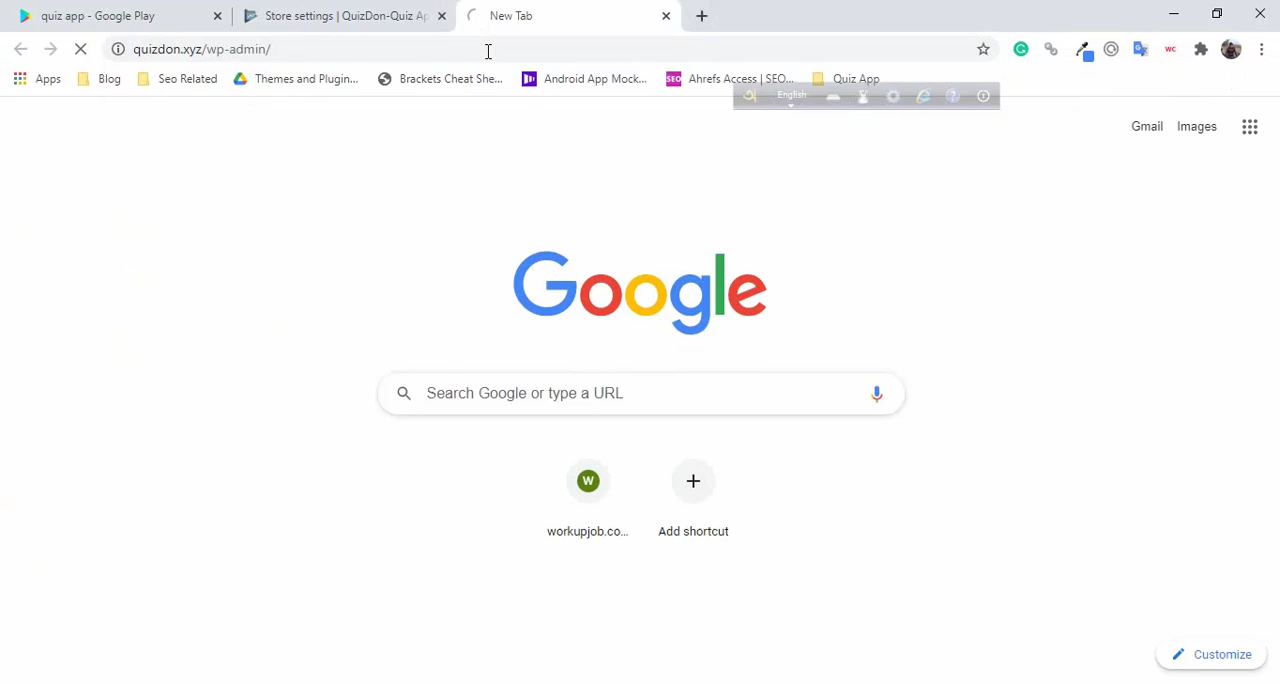 quiz app - Google Play
Store settings | QuizDon-Quiz Ap
New Tab
quizdon.xyz/wp-admin/
Apps
Blog
Seo Related
Themes and Plugin...
Brackets Cheat She...
Android App Mock...
SEO
Ahrefs Access | SEO...
Quiz App
WC
অ
English
Gmail
Images
Google
Search Google or type a URL
W
workupjob.co...
Add shortcut
Customize